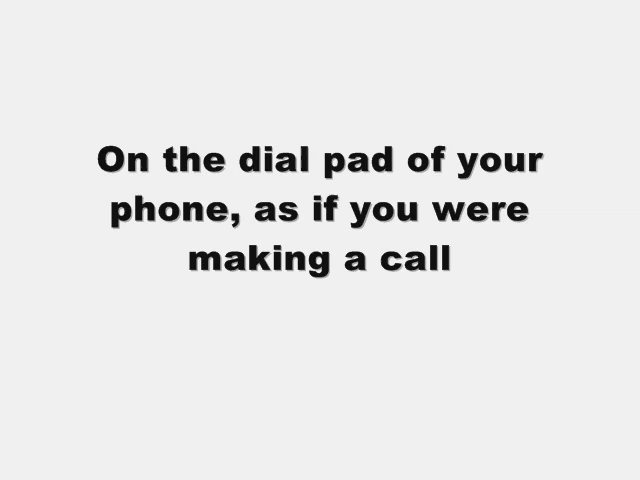 On the dial pad of your
phone, as if you were
making a call